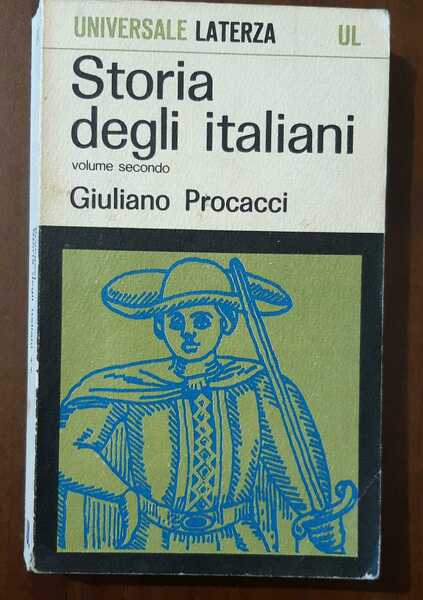 UNIVERSALE LATERZA UL
Storia
degli italiani
volume secondo
Giuliano Procacci